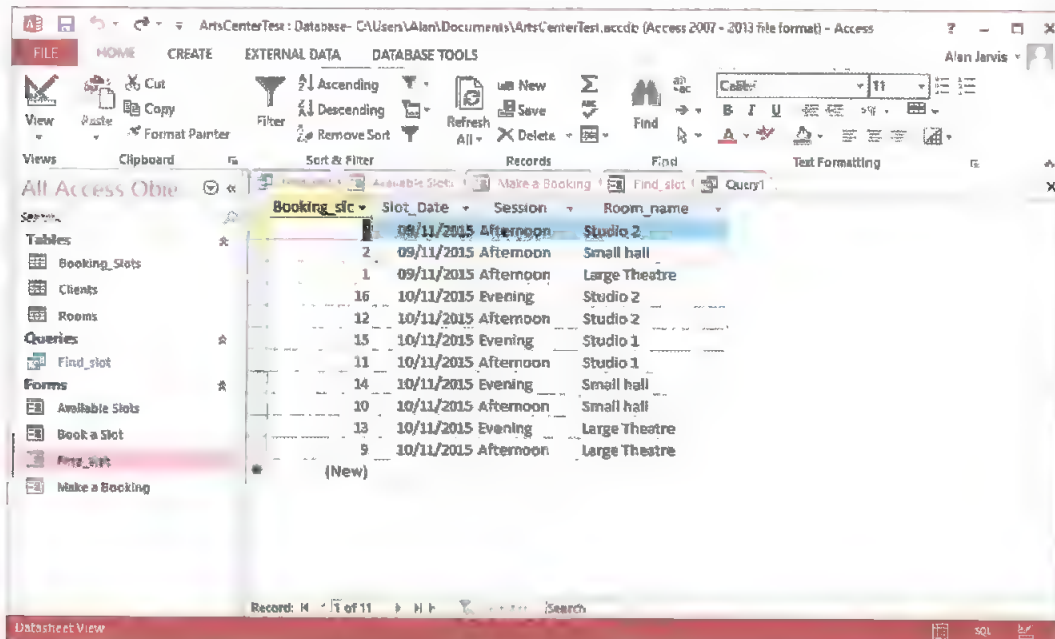 ArtsCenterTest : Database- C:\Users\Alan\Documents\ArtsCenterTest.accdb (Access 2007 - 2013 file format) - Access
FILE HOME CREATE EXTERNAL DATA DATABASE TOOLS Alan Jarvis
Cut Ascending New Calibri 11
Copy Descending Save B I U
View Paste Format Painter Filter Remove Sort Refresh All Delete Find A
Views Clipboard Sort & Filter Records Find Text Formatting
All Access Obje
Available Slots Make a Booking Find_slot Query1
Search..
Booking_slc Slot_Date Session Room_name
Tables
Booking_Slots
Clients
Rooms
Queries
Find_slot
Forms
Available Slots
Book a Slot
Find_slot
Make a Booking
09/11/2015 Afternoon Studio 2
2 09/11/2015 Afternoon Small hall
1 09/11/2015 Afternoon Large Theatre
16 10/11/2015 Evening Studio 2
12 10/11/2015 Afternoon Studio 2
15 10/11/2015 Evening Studio 1
11 10/11/2015 Afternoon Studio 1
14 10/11/2015 Evening Small hall
10 10/11/2015 Afternoon Small hall
13 10/11/2015 Evening Large Theatre
9 10/11/2015 Afternoon Large Theatre
(New)
Record: 1 of 11 Search
Datasheet View SQL